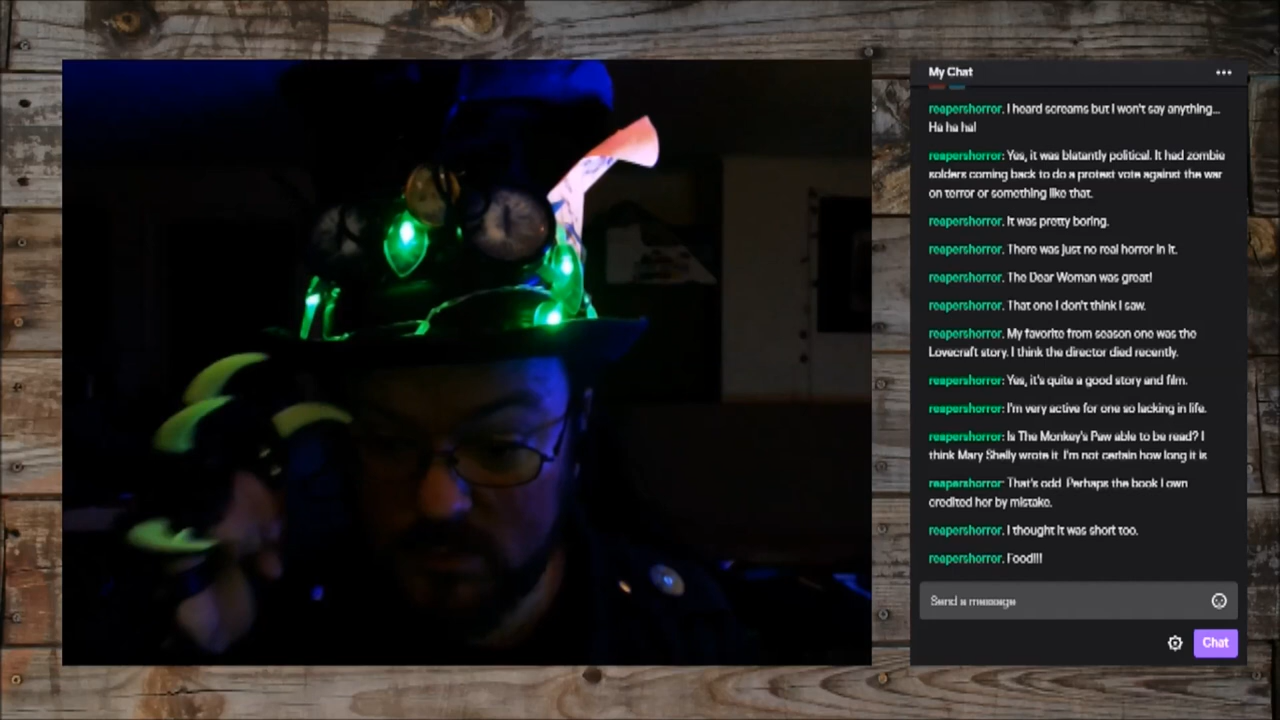 My Chat
reapershorror: I heard screams but I won't say anything...
Ha ha ha!
reapershorror: Yes, it was blatantly political. It had zombie
solders coming back to do a protest vote against the war
on terror or something like that.
reapershorror: It was pretty boring.
reapershorror: There was just no real horror in it.
reapershorror: The Dear Woman was great!
reapershorror: That one I don't think I saw.
reapershorror: My favorite from season one was the
Lovecraft story. I think the director died recently.
reapershorror: Yes, it's quite a good story and film.
reapershorror: I'm very active for one so lacking in life.
reapershorror: Is The Monkey's Paw able to be read? I
think Mary Shelly wrote it. I'm not certain how long it is
reapershorror: That's odd. Perhaps the book I own
credited her by mistake.
reapershorror: I thought it was short too.
reapershorror: Food!!!
Send a message
Chat